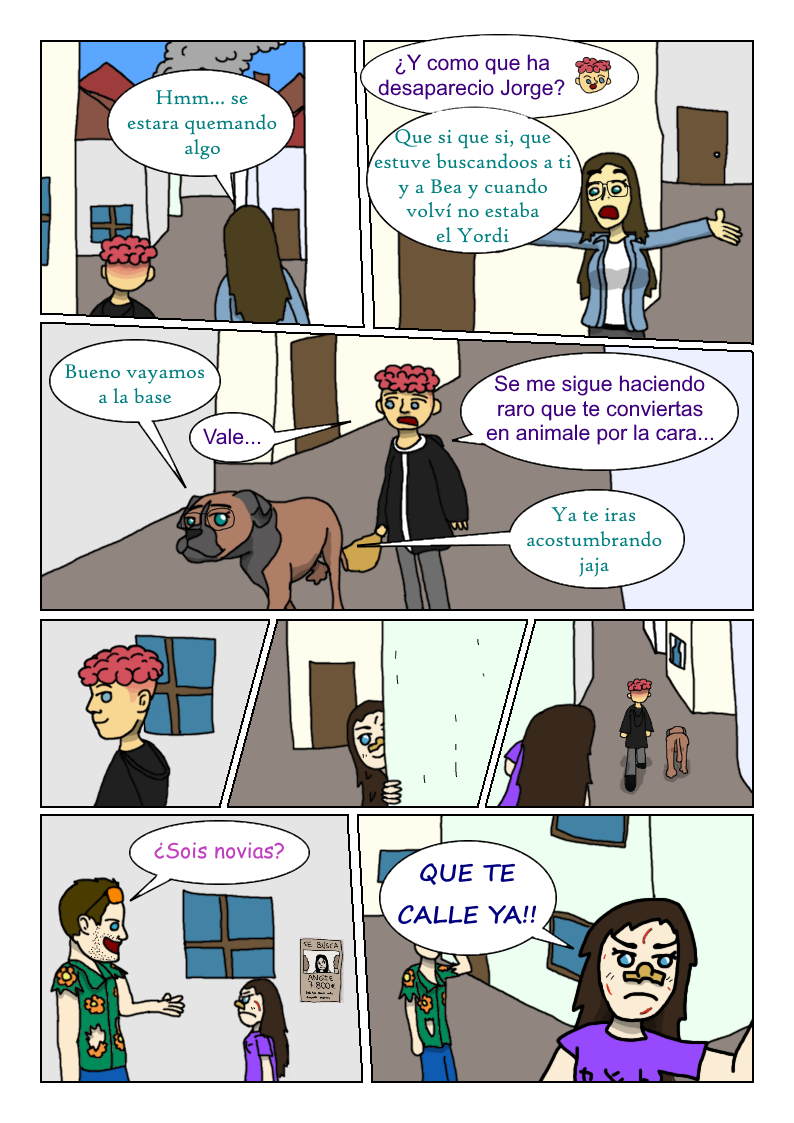 Hmm... se
estara quemando
algo
¿Y como que ha
desaparecio Jorge?
Que si que si, que
estuve buscandoos a ti
y a Bea y cuando
volví no estaba
el Yordi
Bueno vayamos
a la base
Vale...
Se me sigue haciendo
raro que te conviertas
en animale por la cara...
Ya te iras
acostumbrando
jaja
¿Sois novias?
SE BUSCA
ANGIE
7.800€
QUE TE
CALLE YA!!